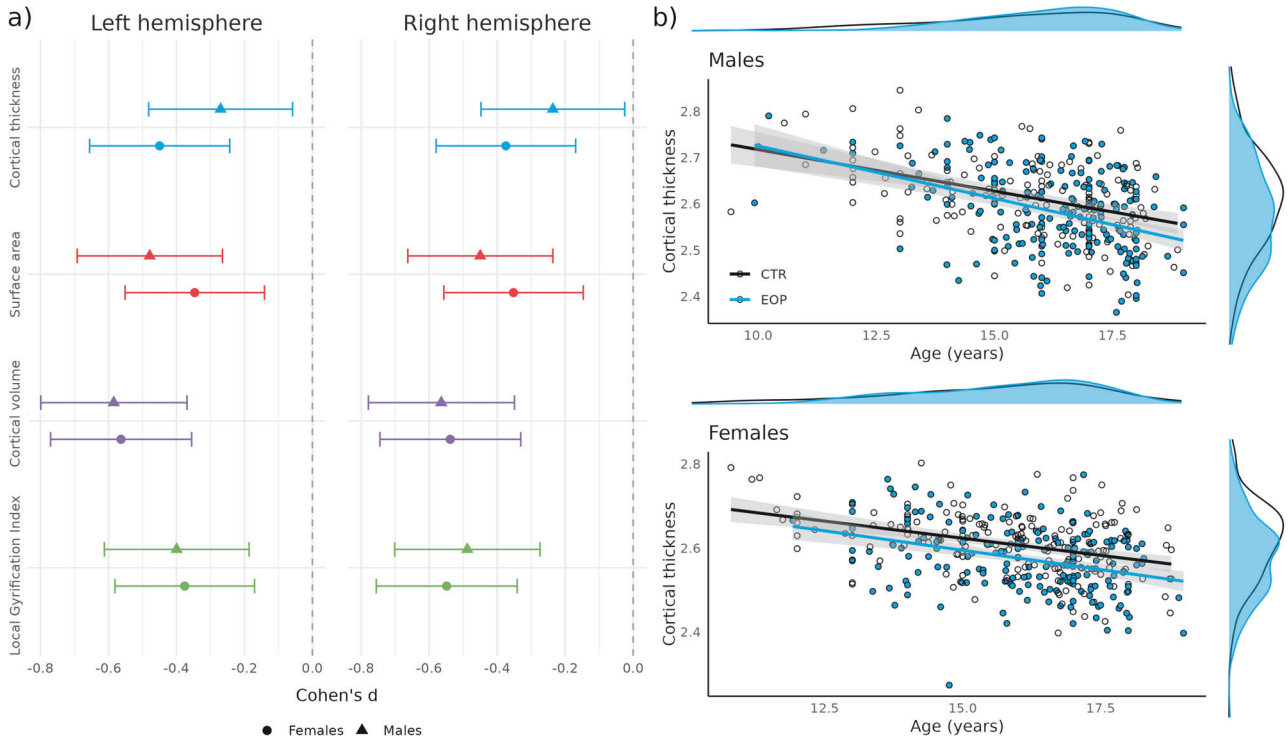 a)
Left hemisphere
Right hemisphere
Cortical thickness
Surface area
Cortical volume
Local Gyrification Index
-0.8 -0.6 -0.4 -0.2 0.0
-0.8 -0.6 -0.4 -0.2 0.0
Cohen's d
Females Males
b)
Males
Cortical thickness
2.8
2.7
2.6
2.5
2.4
CTR
EOP
10.0 12.5 15.0 17.5
Age (years)
Females
Cortical thickness
2.8
2.6
2.4
12.5 15.0 17.5
Age (years)